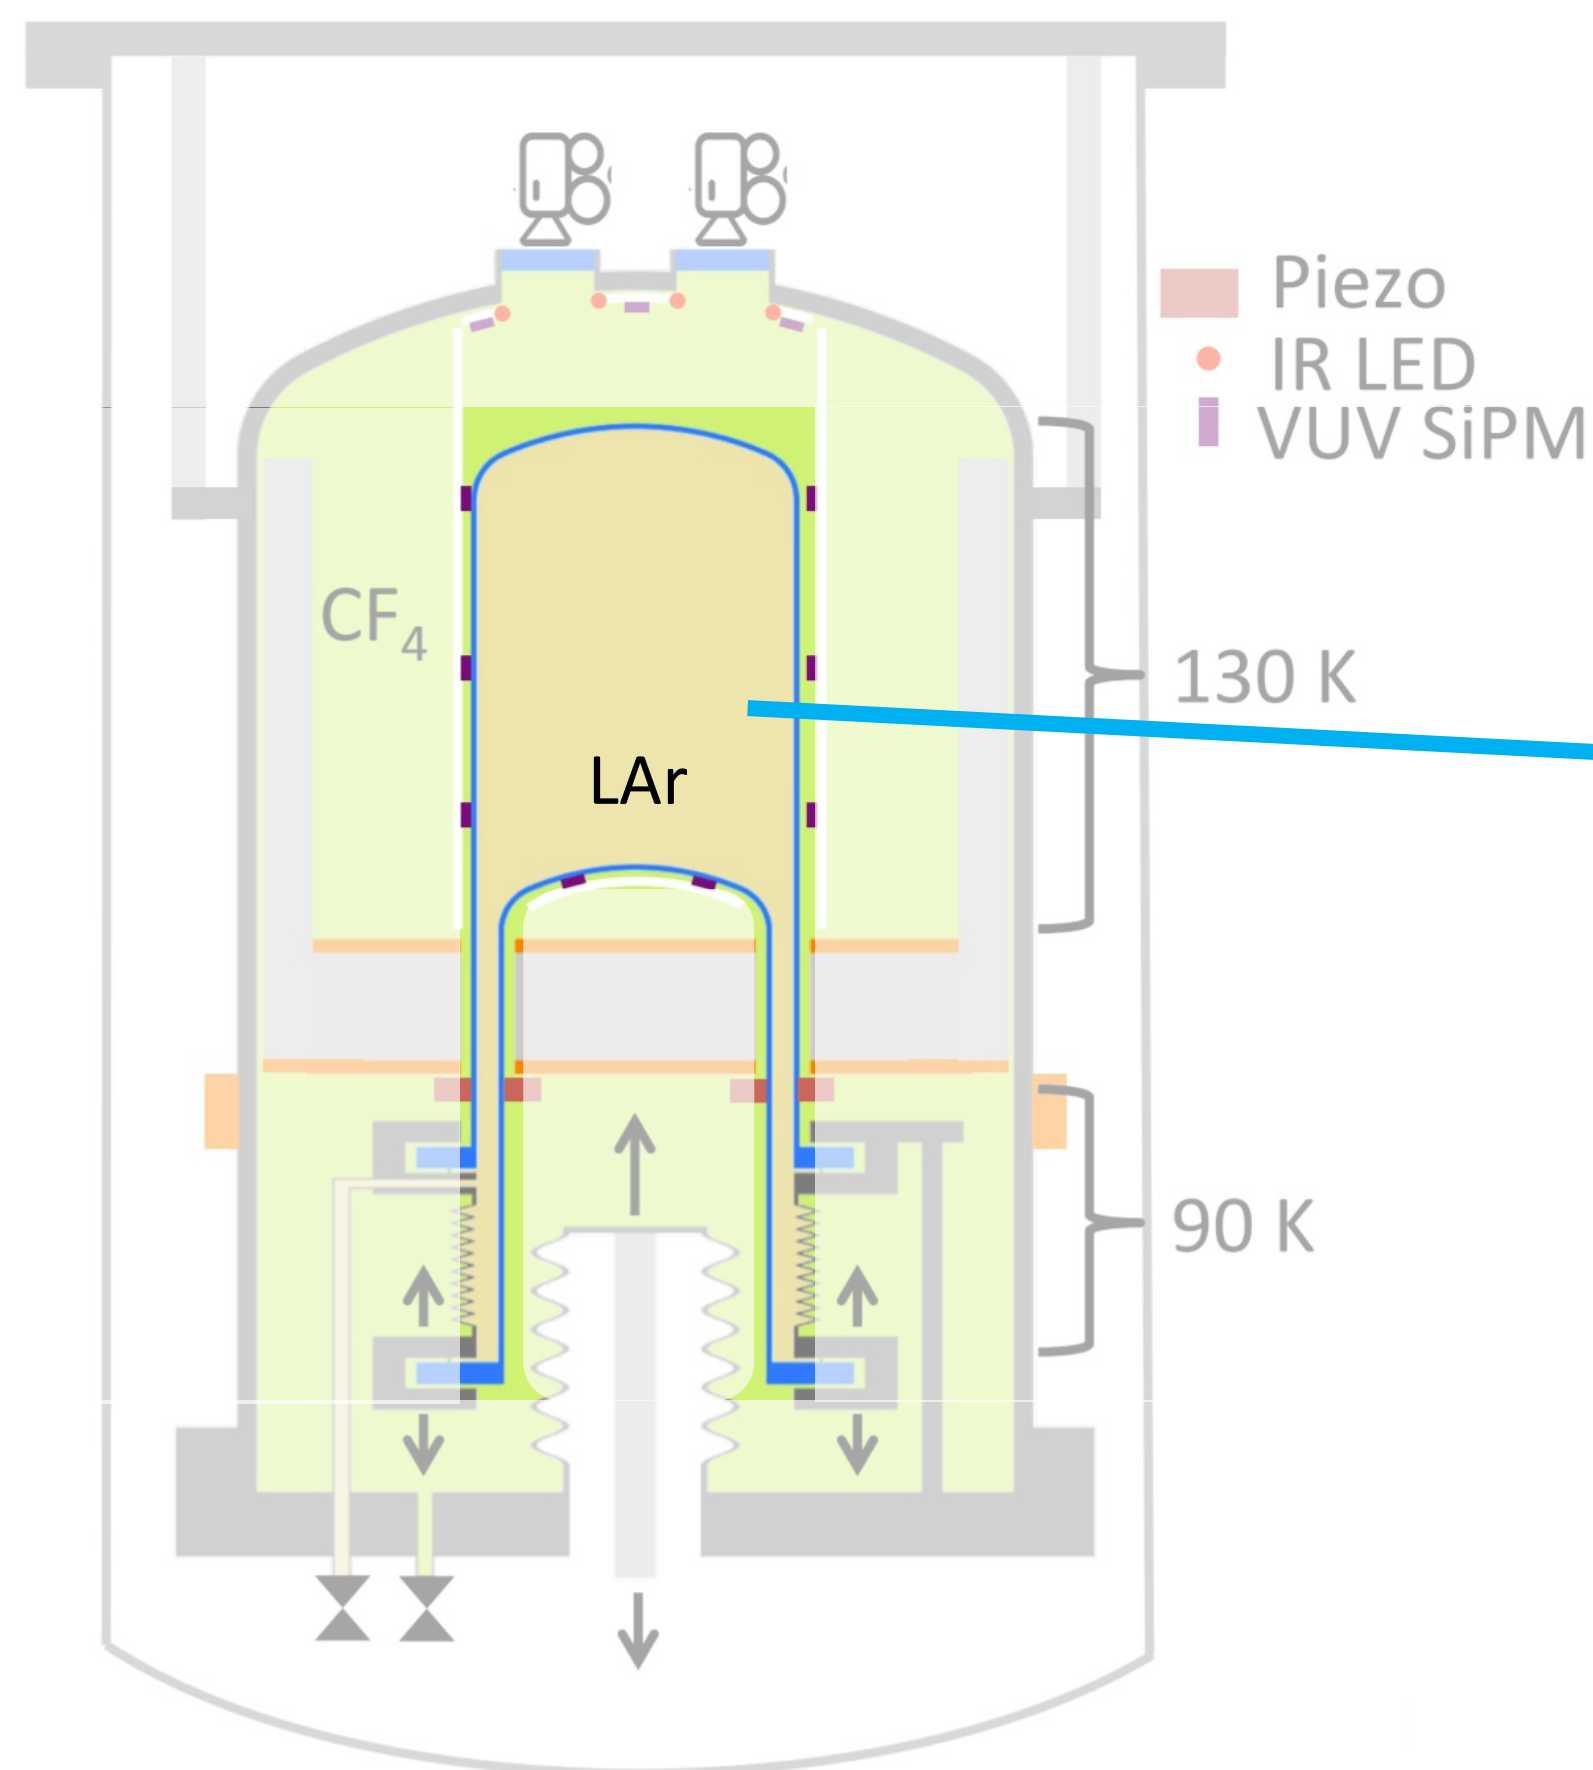 Piezo
IR LED
VUV SiPM
CF₄
130 K
LAr
90 K